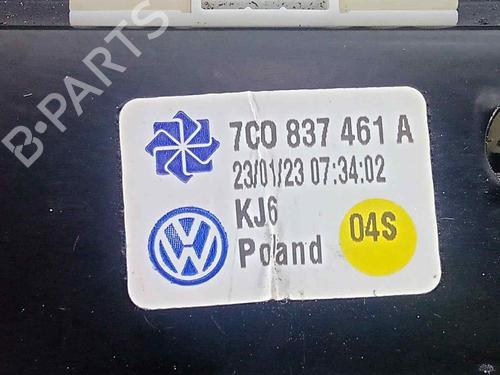 B-PARTS
7C0 837 461 A
23/01/23 07:34:02
KJ6
Poland
04S